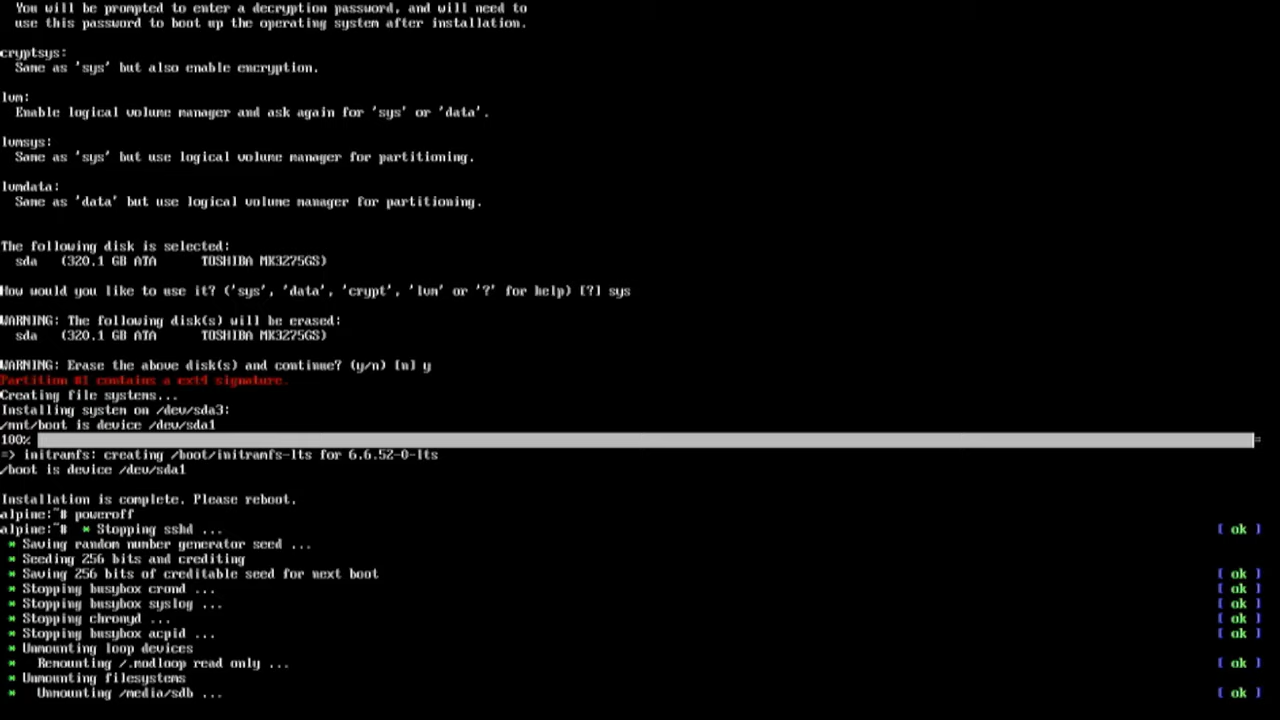 You will be prompted to enter a decryption password, and will need to
use this password to boot up the operating system after installation.
cryptsys:
Same as 'sys' but also enable encryption.
lvm:
Enable logical volume manager and ask again for 'sys' or 'data'.
lvmsys:
Same as 'sys' but use logical volume manager for partitioning.
lvmdata:
Same as 'data' but use logical volume manager for partitioning.
The following disk is selected:
sda (320.1 GB ATA TOSHIBA MK3275GS)
How would you like to use it? ('sys', 'data', 'crypt', 'lvm' or '?' for help) [?] sys
WARNING: The following disk(s) will be erased:
sda (320.1 GB ATA TOSHIBA MK3275GS)
WARNING: Erase the above disk(s) and continue? (y/n) [n] y
Partition #1 contains a ext4 signature.
Creating file systems...
Installing system on /dev/sda3:
/mnt/boot is device /dev/sda1
100%
=> initramfs: creating /boot/initramfs-lts for 6.6.52-0-lts
/boot is device /dev/sda1
Installation is complete. Please reboot.
alpine:~# poweroff
alpine:~# * Stopping sshd ... [ ok ]
* Saving random number generator seed ...
* Seeding 256 bits and crediting
* Saving 256 bits of creditable seed for next boot [ ok ]
* Stopping busybox crond ... [ ok ]
* Stopping busybox syslog ... [ ok ]
* Stopping chronyd ... [ ok ]
* Stopping busybox acpid ... [ ok ]
* Unmounting loop devices
* Remounting /.modloop read only ... [ ok ]
* Unmounting filesystems
* Unmounting /media/sdb ... [ ok ]